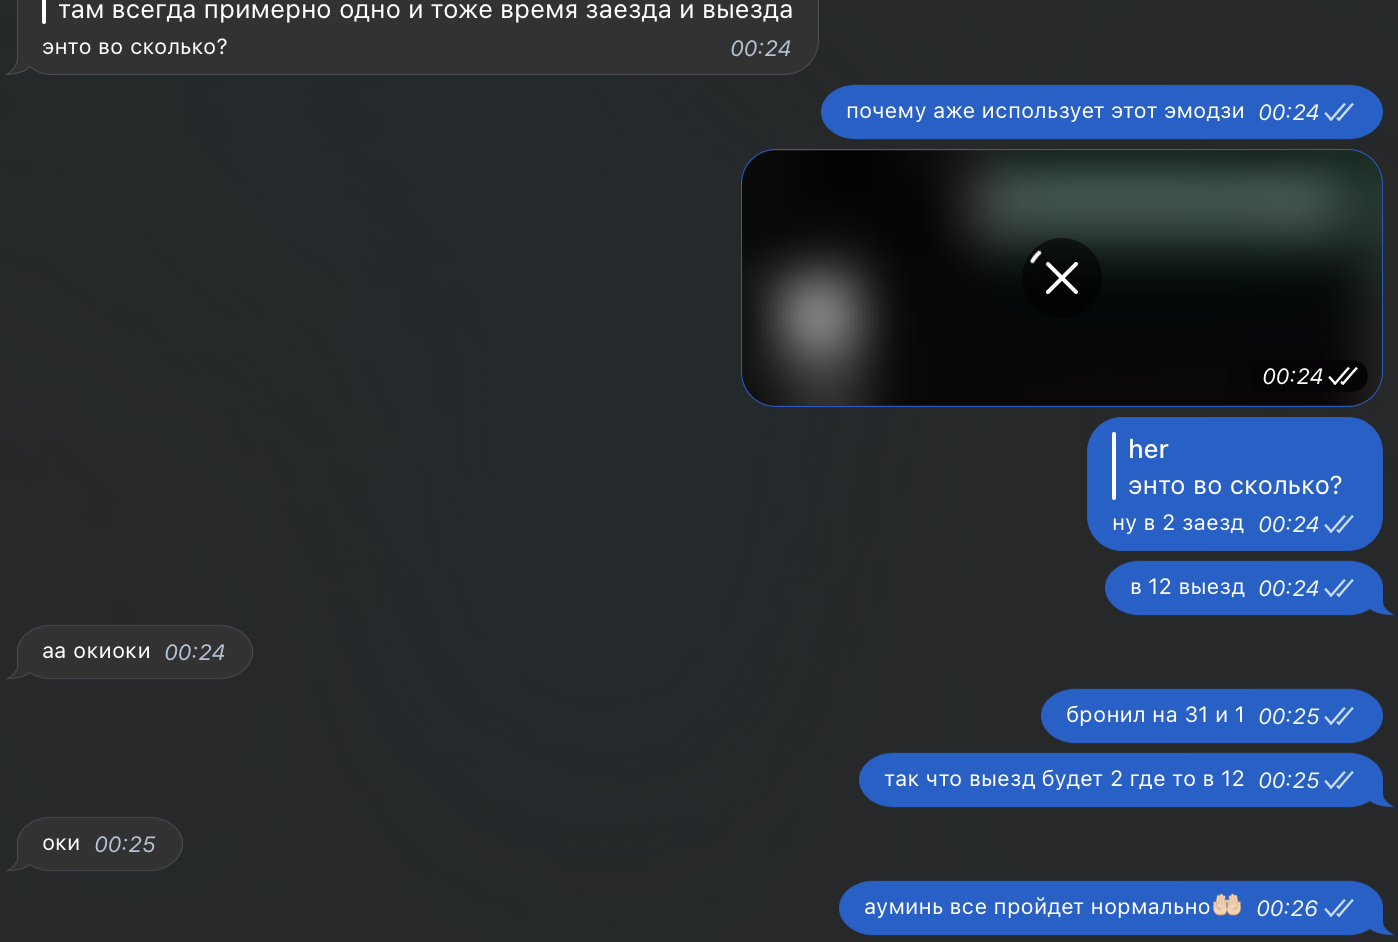 там всегда примерно одно и тоже время заезда и выезда
энто во сколько? 00:24
почему аже использует этот эмодзи 00:24
00:24
her
энто во сколько?
ну в 2 заезд 00:24
в 12 выезд 00:24
аа окиоки 00:24
бронил на 31 и 1 00:25
так что выезд будет 2 где то в 12 00:25
оки 00:25
ауминь все пройдет нормально🤲🏻 00:26